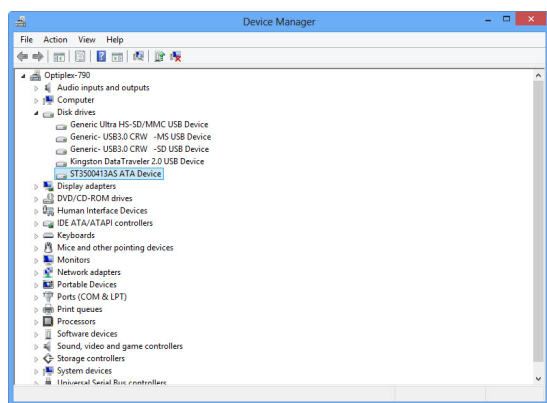 Device Manager
File Action View Help
Optiplex-790
Audio inputs and outputs
Computer
Disk drives
Generic Ultra HS-SD/MMC USB Device
Generic- USB3.0 CRW -MS USB Device
Generic- USB3.0 CRW -SD USB Device
Kingston DataTraveler 2.0 USB Device
ST3500413AS ATA Device
Display adapters
DVD/CD-ROM drives
Human Interface Devices
IDE ATA/ATAPI controllers
Keyboards
Mice and other pointing devices
Monitors
Network adapters
Portable Devices
Ports (COM & LPT)
Print queues
Processors
Software devices
Sound, video and game controllers
Storage controllers
System devices
Universal Serial Bus controllers